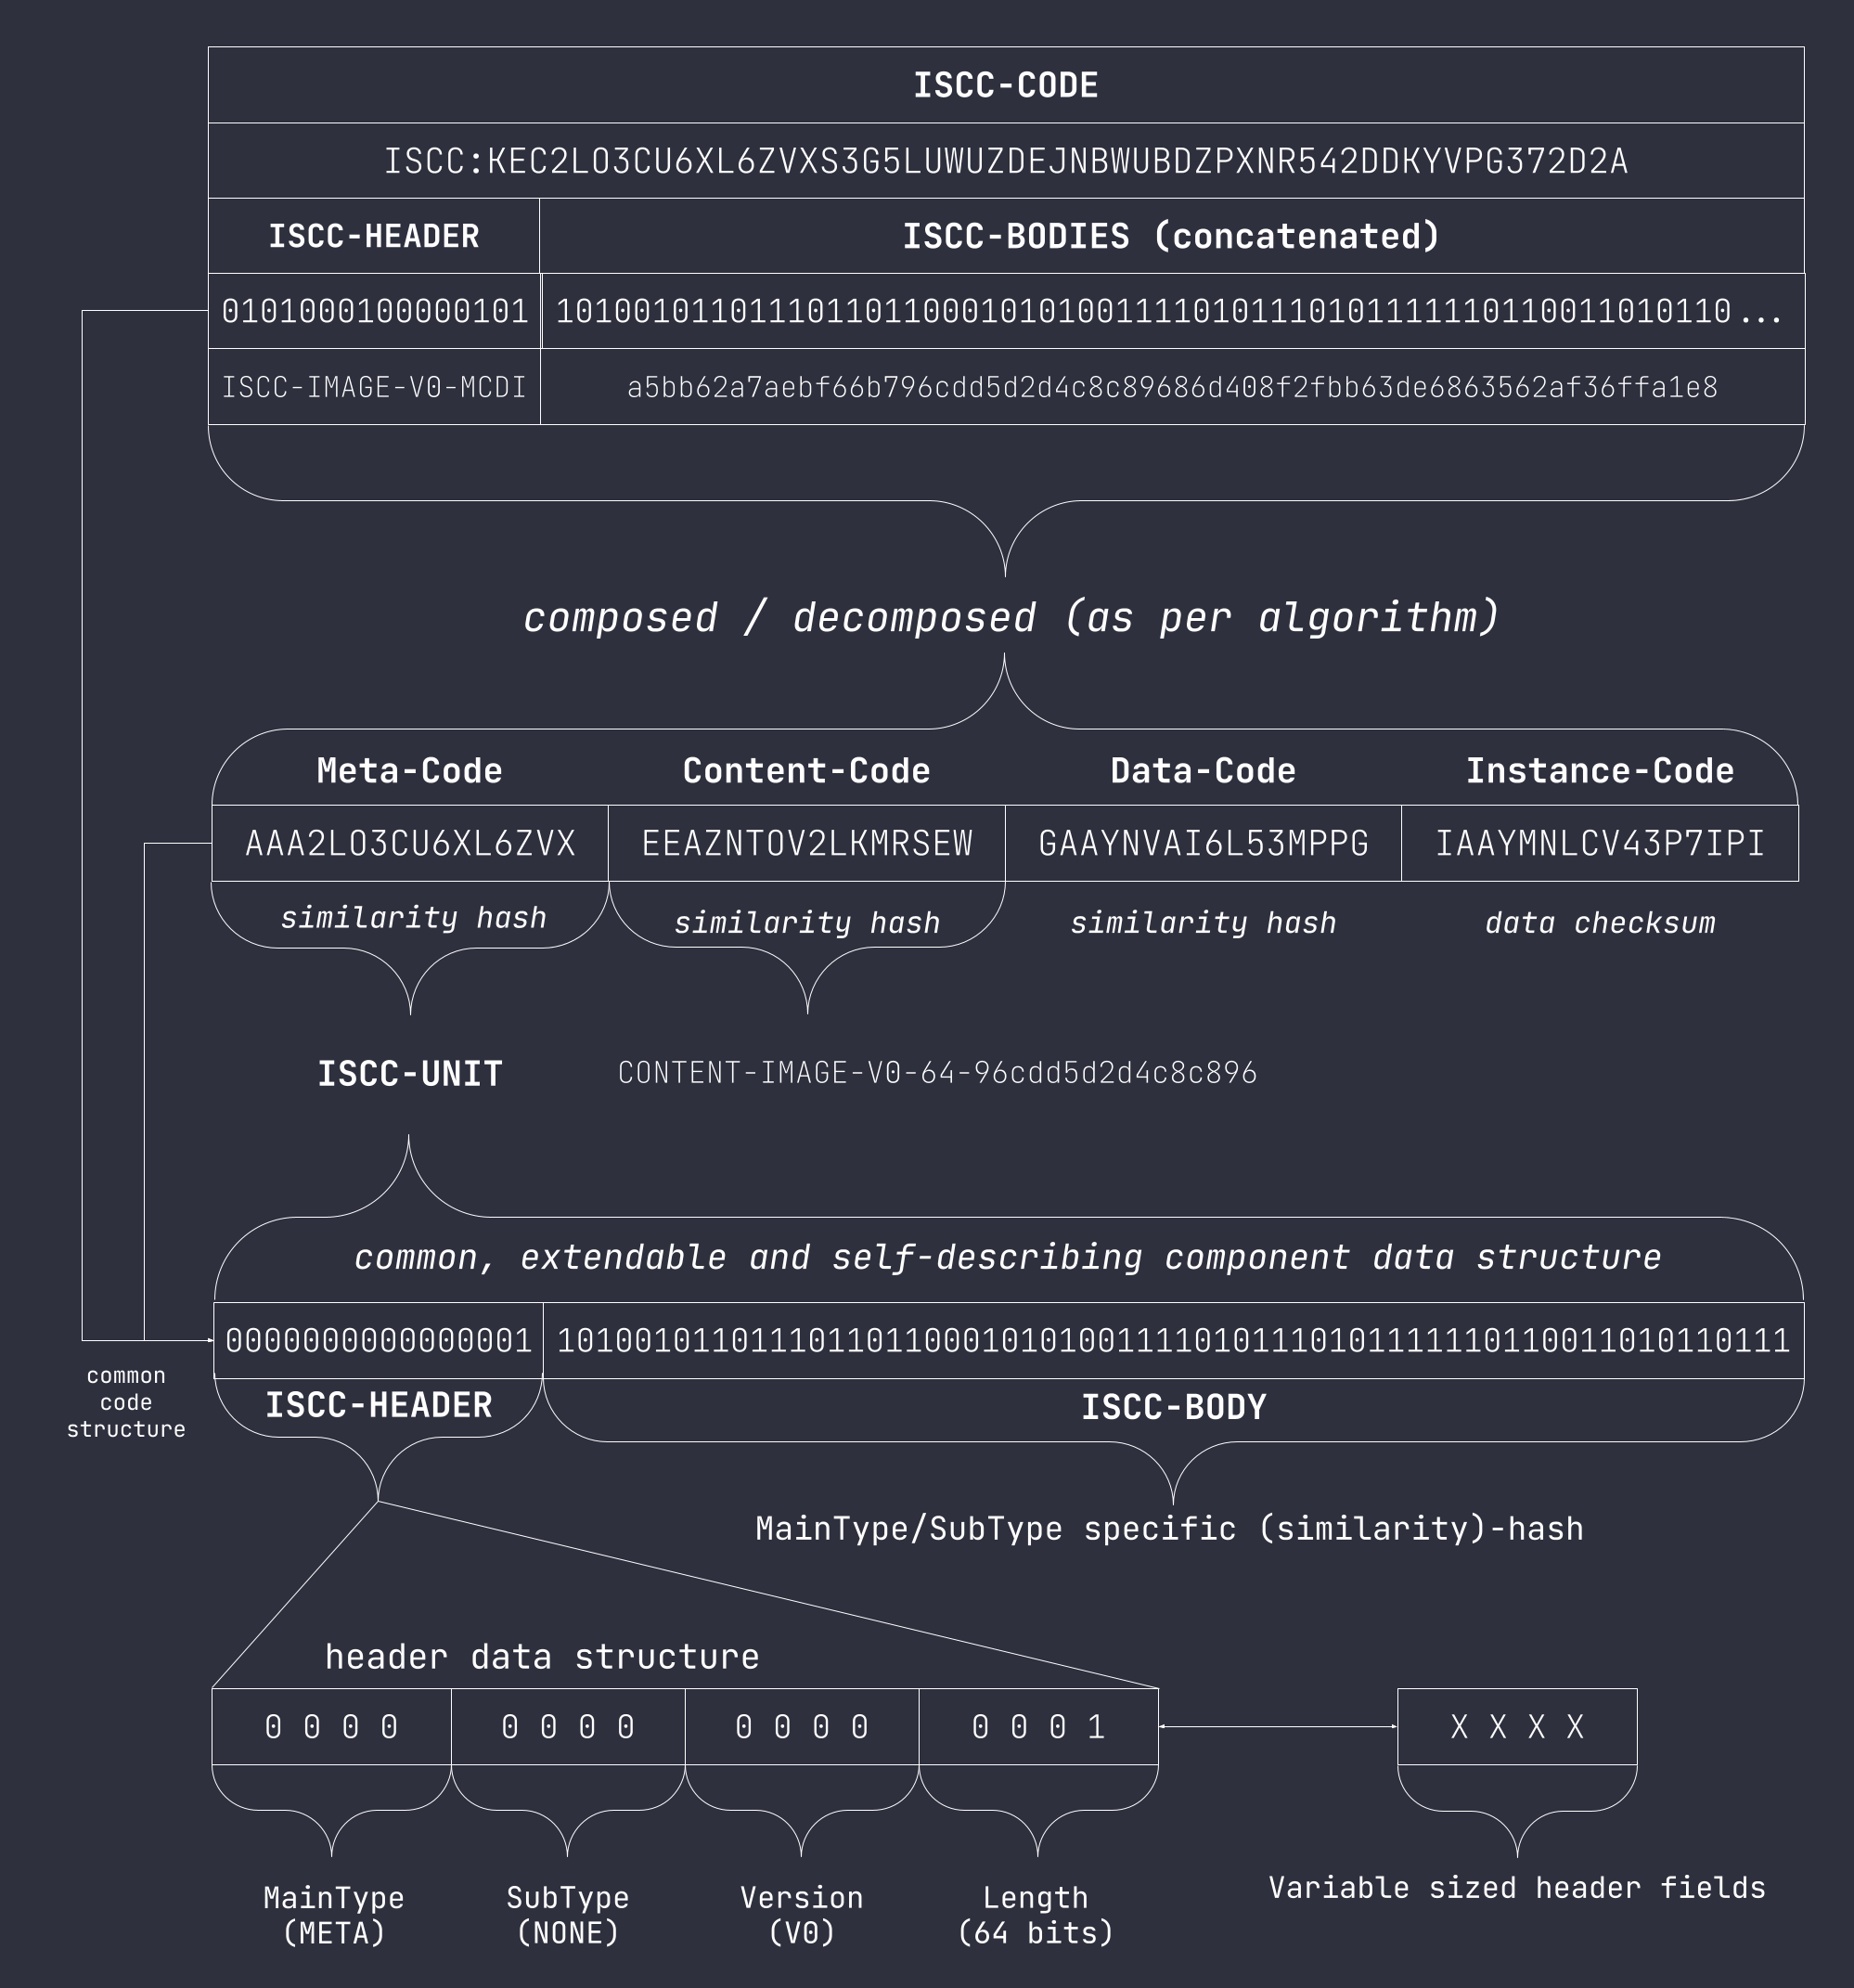 ISCC-CODE
ISCC:KEC2LO3CU6XL6ZVXS3G5LUWUZDEJNBWUBDZPXNR542DDKYVPG372D2A
ISCC-HEADER
ISCC-BODIES (concatenated)
0101000100000101
1010010110111011011000101010011110101110101111110110011010110...
ISCC-IMAGE-V0-MCDI
a5bb62a7aebf66b796cdd5d2d4c8c89686d408f2fbb63de6863562af36ffa1e8
composed / decomposed (as per algorithm)
Meta-Code
Content-Code
Data-Code
Instance-Code
AAA2LO3CU6XL6ZVX
EEAZNTOV2LKMRSEW
GAAYNVAI6L53MPPG
IAAYMNLCV43P7IPI
similarity hash
similarity hash
similarity hash
data checksum
ISCC-UNIT
CONTENT-IMAGE-V0-64-96cdd5d2d4c8c896
common, extendable and self-describing component data structure
0000000000000001
1010010110111011011000101010011110101110101111110110011010110111
common
code
structure
ISCC-HEADER
ISCC-BODY
MainType/SubType specific (similarity)-hash
header data structure
0 0 0 0
0 0 0 0
0 0 0 0
0 0 0 1
X X X X
MainType
(META)
SubType
(NONE)
Version
(V0)
Length
(64 bits)
Variable sized header fields